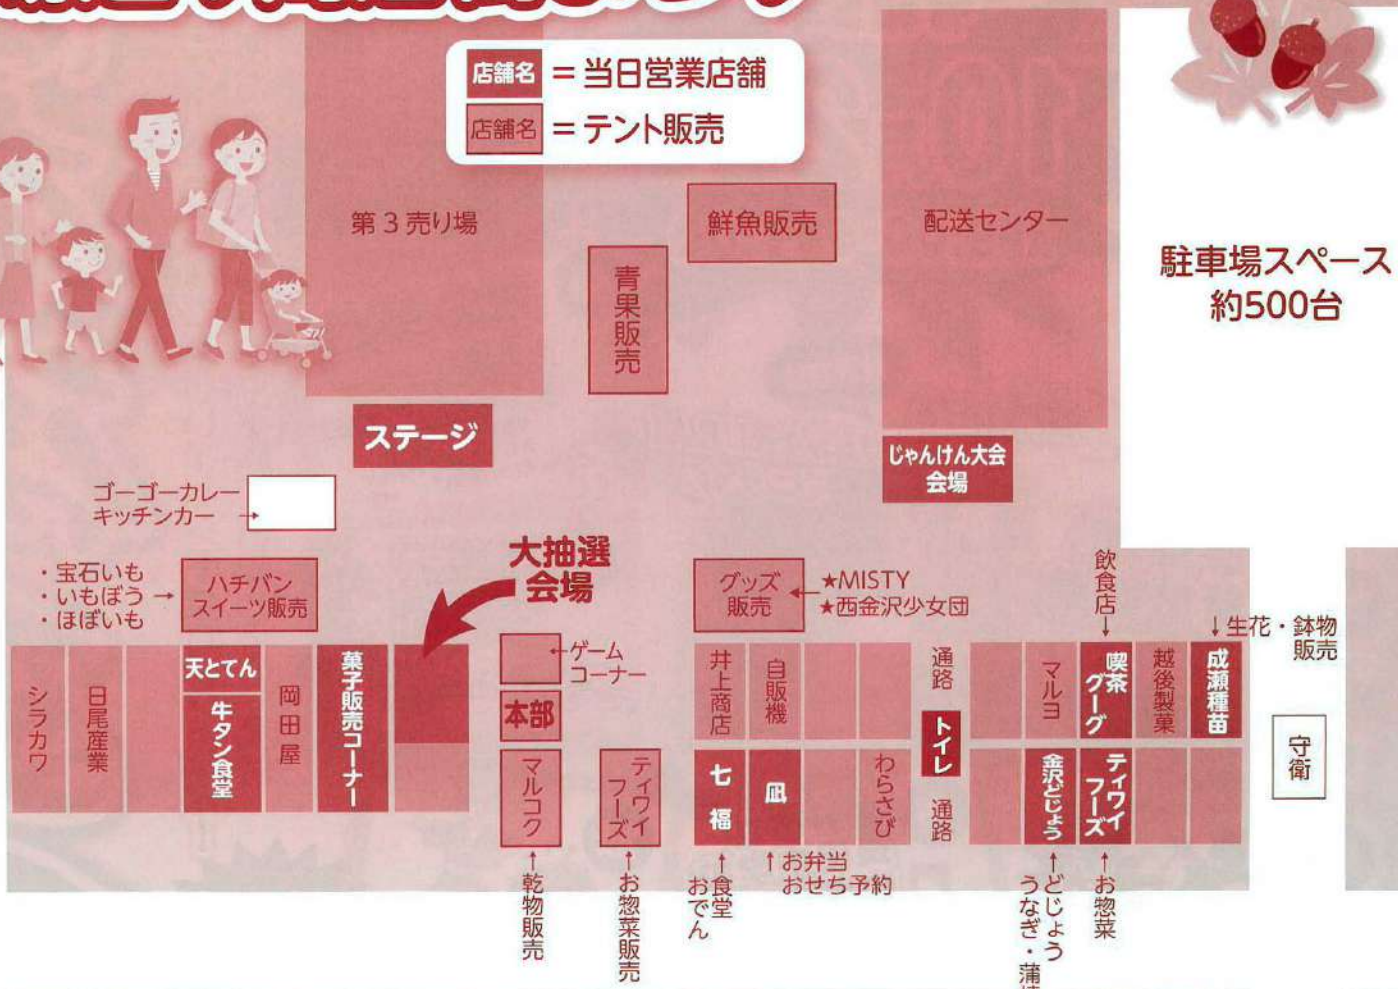 店舗名 = 当日営業店舗
店舗名 = テント販売
第3売り場
鮮魚販売
青果販売
配送センター
駐車場スペース
約500台
ステージ
じゃんけん大会
会場
ゴーゴーカレー
キッチンカー →
・宝石いも
・いもぼう →
・ほぼいも
ハチバン
スイーツ販売
大抽選
会場
グッズ
販売
← ★MISTY
★西金沢少女団
飲食店↓
↓生花・鉢物
販売
シラカワ
日尾産業
天とてん
牛タン食堂
岡田屋
菓子販売コーナー
←ゲーム
コーナー
本部
マルコク
↑乾物販売
ティワイ
フーズ
↑お惣菜販売
井上商店
自販機
七福
↑食堂
おでん
凪
↑お弁当
おせち予約
わらさび
通路
トイレ
通路
マルヨ
喫茶
グーグ
越後製菓
成瀬種苗
金沢どじょう
↑どじょう
うなぎ・蒲
ティワイ
フーズ
↑お惣菜
守衛